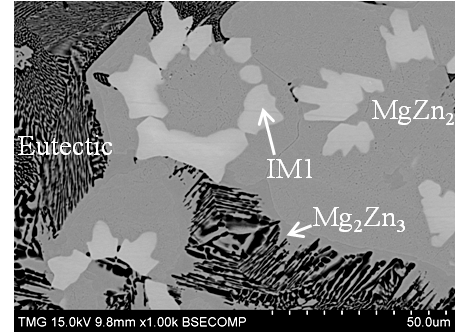 MgZn₂
Eutectic
IM1
Mg₂Zn₃
TMG 15.0kV 9.8mm x1.00k BSECOMP 50.0um